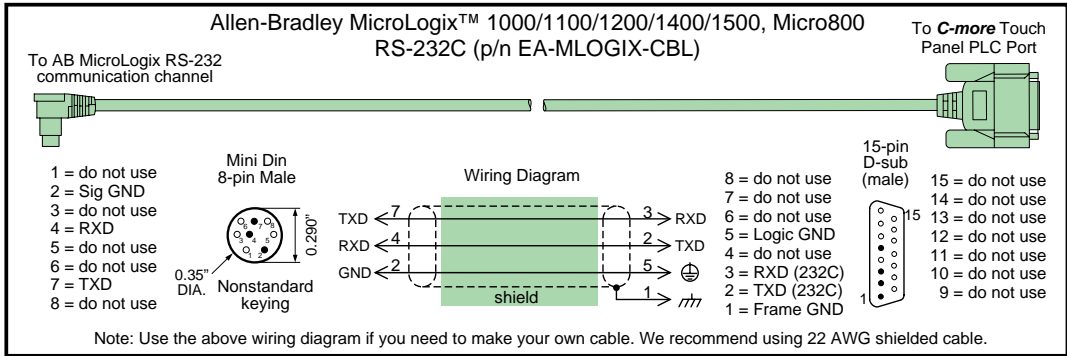 Allen-Bradley MicroLogix™ 1000/1100/1200/1400/1500, Micro800
RS-232C (p/n EA-MLOGIX-CBL)
To AB MicroLogix RS-232
communication channel
To C-more Touch
Panel PLC Port
1 = do not use
2 = Sig GND
3 = do not use
4 = RXD
5 = do not use
6 = do not use
7 = TXD
8 = do not use
Mini Din
8-pin Male
6 7 8
3 4 5
1 2
0.290"
0.35"
DIA.
Nonstandard
keying
Wiring Diagram
TXD 7 3 RXD
RXD 4 2 TXD
GND 2 5
1
shield
8 = do not use
7 = do not use
6 = do not use
5 = Logic GND
4 = do not use
3 = RXD (232C)
2 = TXD (232C)
1 = Frame GND
15-pin
D-sub
(male)
15
1
15 = do not use
14 = do not use
13 = do not use
12 = do not use
11 = do not use
10 = do not use
9 = do not use
Note: Use the above wiring diagram if you need to make your own cable. We recommend using 22 AWG shielded cable.